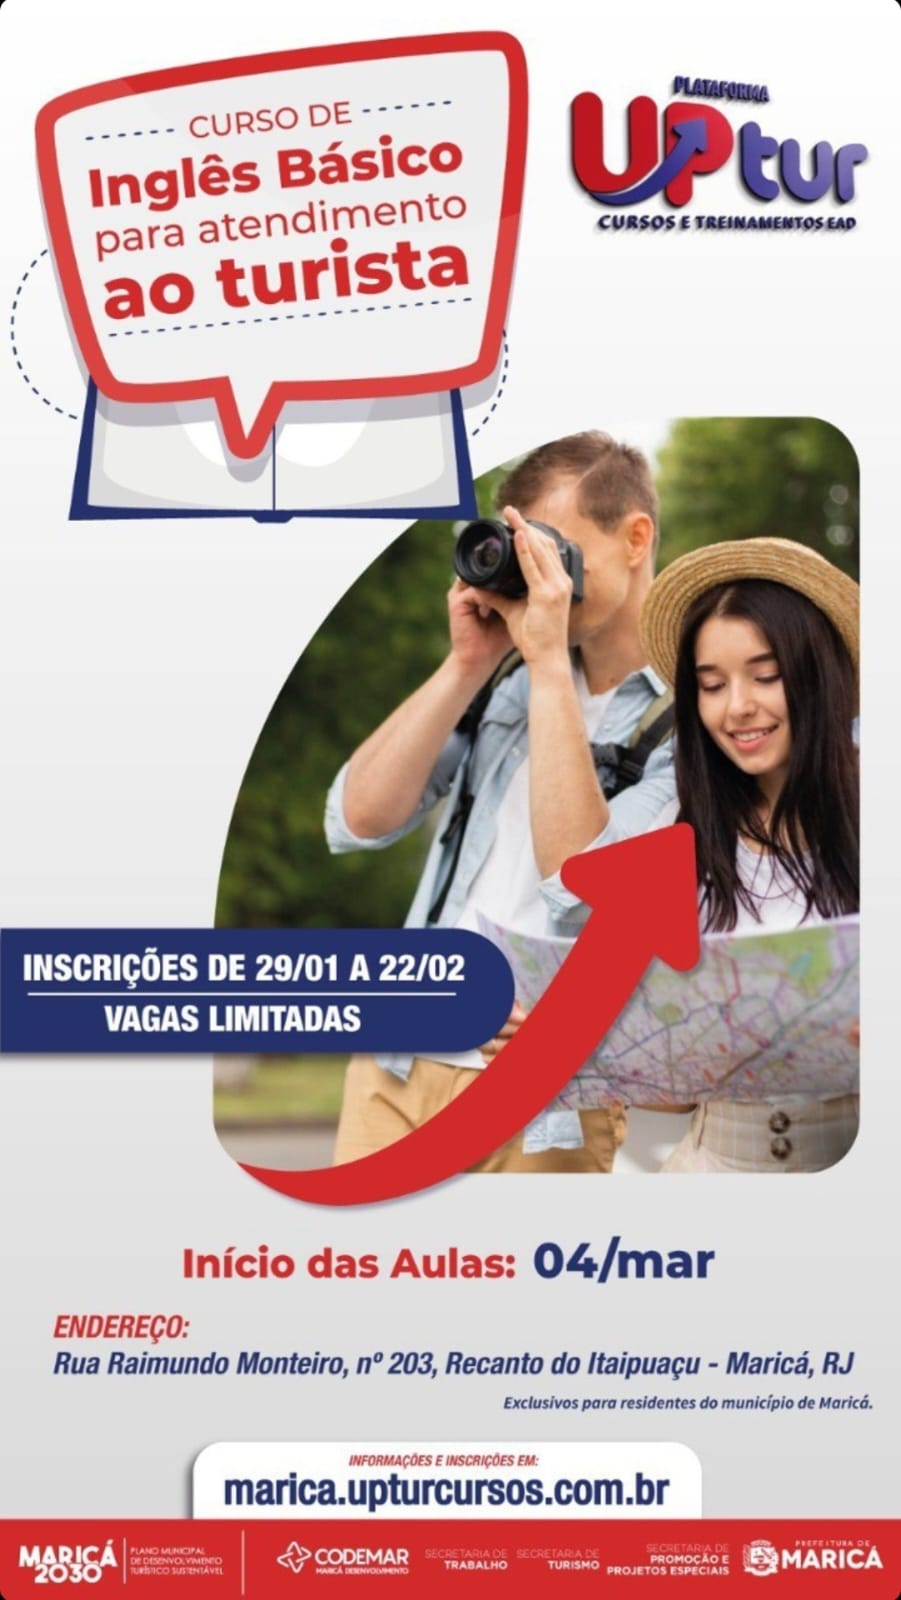 CURSO DE
Inglês Básico
para atendimento
ao turista
PLATAFORMA
UPtur
CURSOS E TREINAMENTOS EAD
INSCRIÇÕES DE 29/01 A 22/02
VAGAS LIMITADAS
Início das Aulas: 04/mar
ENDEREÇO:
Rua Raimundo Monteiro, nº 203, Recanto do Itaipuaçu - Maricá, RJ
Exclusivos para residentes do município de Maricá.
INFORMAÇÕES E INSCRIÇÕES EM:
marica.upturcursos.com.br
MARICÁ
2030
PLANO MUNICIPAL
DE DESENVOLVIMENTO
TURÍSTICO SUSTENTÁVEL
CODEMAR
MARICÁ DESENVOLVIMENTO
SECRETARIA DE
TRABALHO
SECRETARIA DE
TURISMO
SECRETARIA DE
PROMOÇÃO E
PROJETOS ESPECIAIS
PREFEITURA DE
MARICÁ